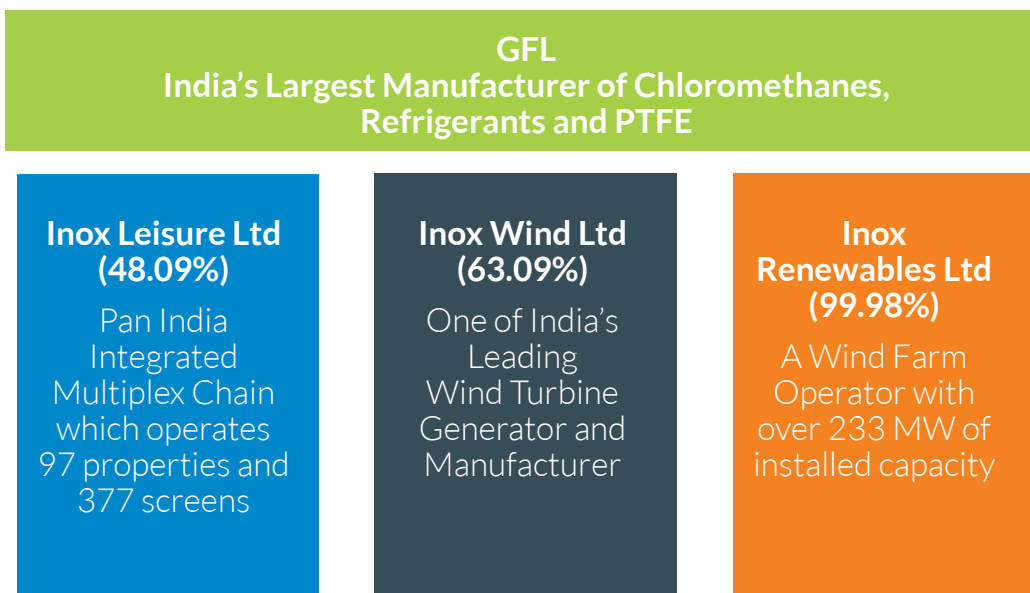 GFL
India’s Largest Manufacturer of Chloromethanes,
Refrigerants and PTFE
Inox Leisure Ltd
(48.09%)
Pan India
Integrated
Multiplex Chain
which operates
97 properties and
377 screens
Inox Wind Ltd
(63.09%)
One of India’s
Leading
Wind Turbine
Generator and
Manufacturer
Inox
Renewables Ltd
(99.98%)
A Wind Farm
Operator with
over 233 MW of
installed capacity